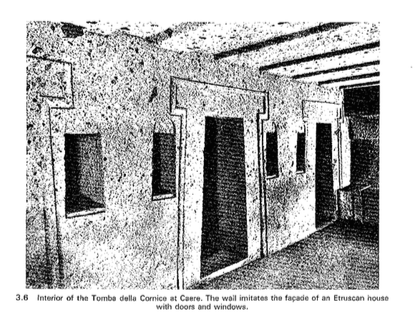 3.6 Interior of the Tomba della Cornice at Caere. The wall imitates the façade of an Etruscan house
with doors and windows.